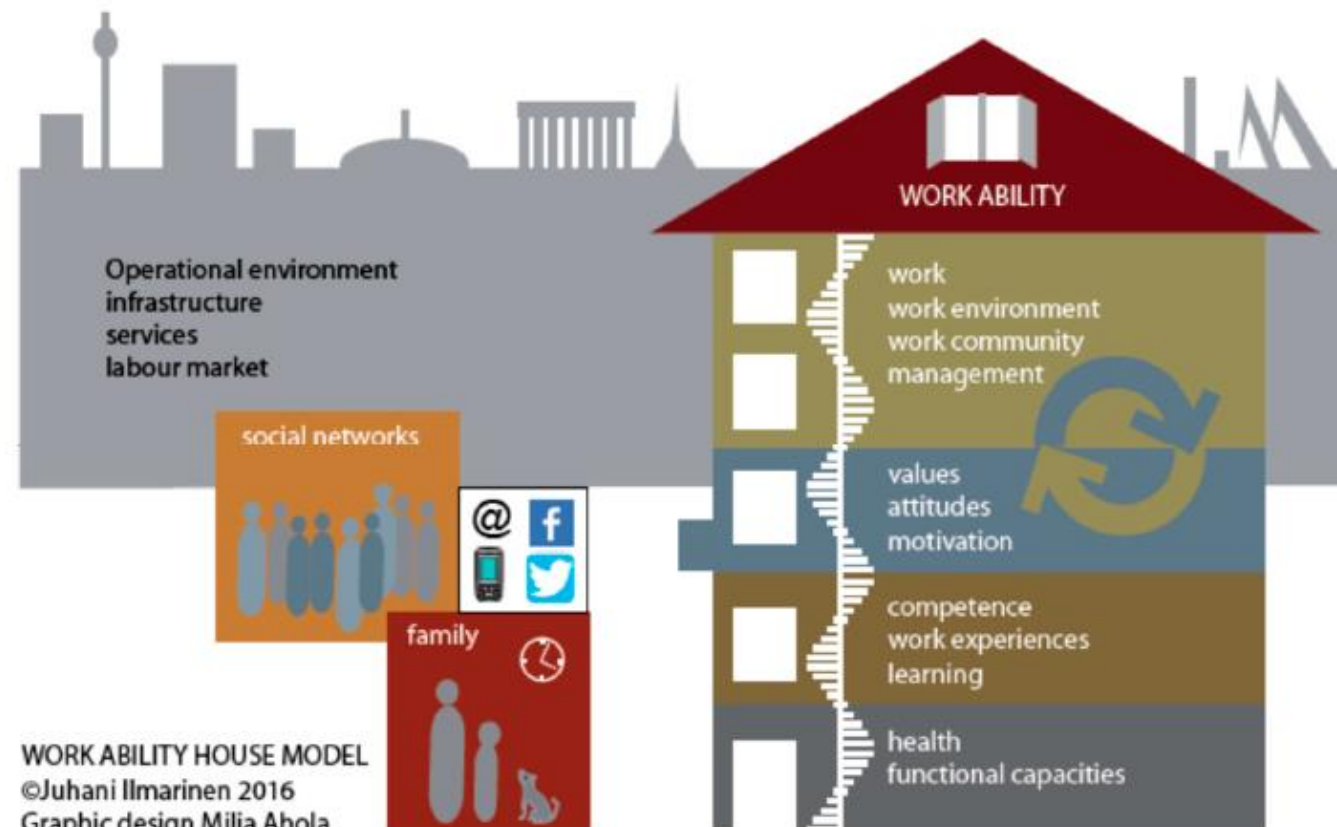 WORK ABILITY
Operational environment
infrastructure
services
labour market
work
work environment
work community
management
social networks
values
attitudes
motivation
@
f
family
competence
work experiences
learning
health
functional capacities
WORK ABILITY HOUSE MODEL
©Juhani Ilmarinen 2016
Graphic design Milja Ahola